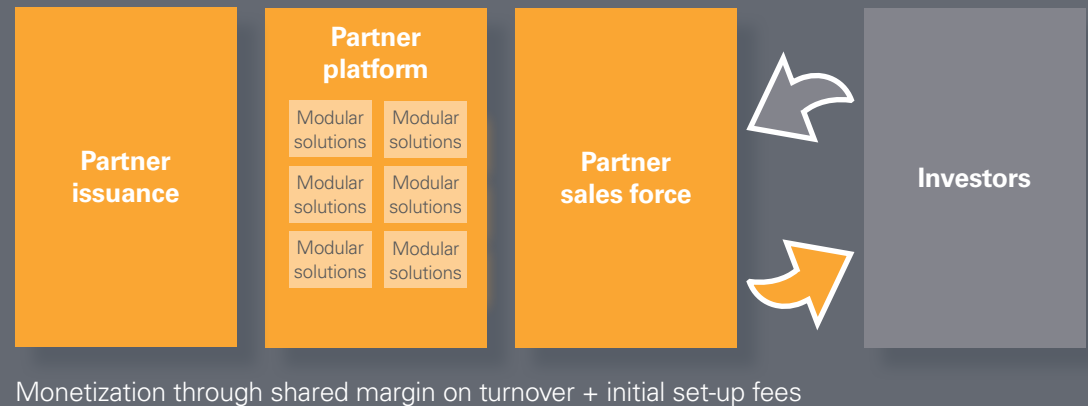 Partner
issuance
Partner
platform
Modular
solutions
Modular
solutions
Modular
solutions
Modular
solutions
Modular
solutions
Modular
solutions
Partner
sales force
Investors
Monetization through shared margin on turnover + initial set-up fees